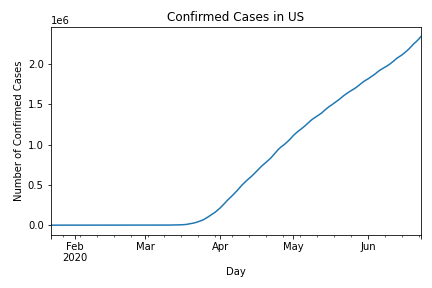 Confirmed Cases in US
1e6
2.0
1.5
1.0
0.5
0.0
Number of Confirmed Cases
Feb Mar Apr May Jun
2020
Day